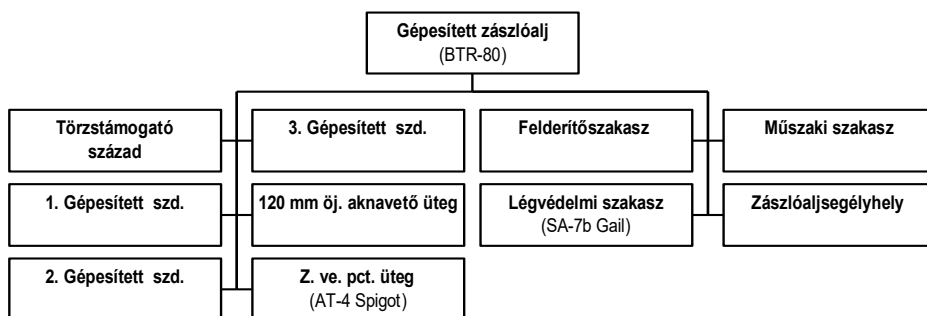 Gépesített zászlóalj
(BTR-80)
Törzstámogató
század
3. Gépesített szd.
Felderítőszakasz
Műszaki szakasz
1. Gépesített szd.
120 mm öj. aknavető üteg
Légvédelmi szakasz
(SA-7b Gail)
Zászlóaljsegélyhely
2. Gépesített szd.
Z. ve. pct. üteg
(AT-4 Spigot)